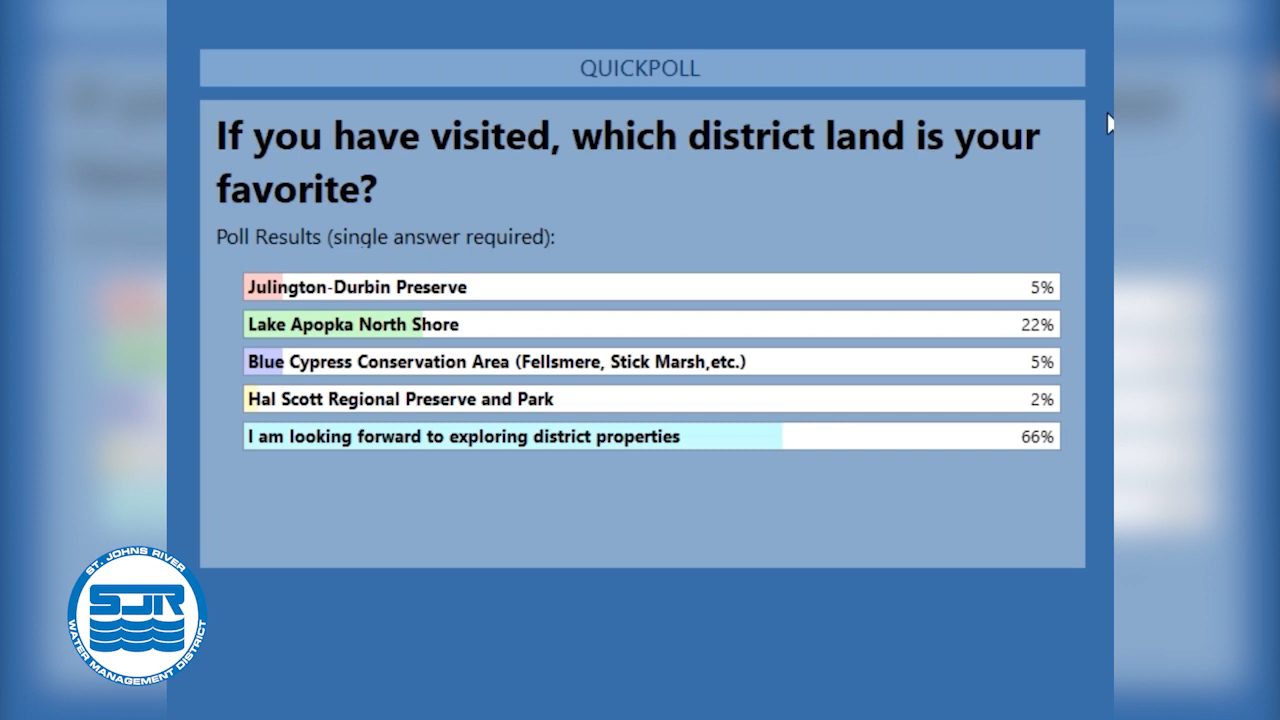 QUICKPOLL
If you have visited, which district land is your
favorite?
Poll Results (single answer required):
Julington-Durbin Preserve 5%
Lake Apopka North Shore 22%
Blue Cypress Conservation Area (Fellsmere, Stick Marsh,etc.) 5%
Hal Scott Regional Preserve and Park 2%
I am looking forward to exploring district properties 66%
ST. JOHNS RIVER
SJR
WATER MANAGEMENT DISTRICT